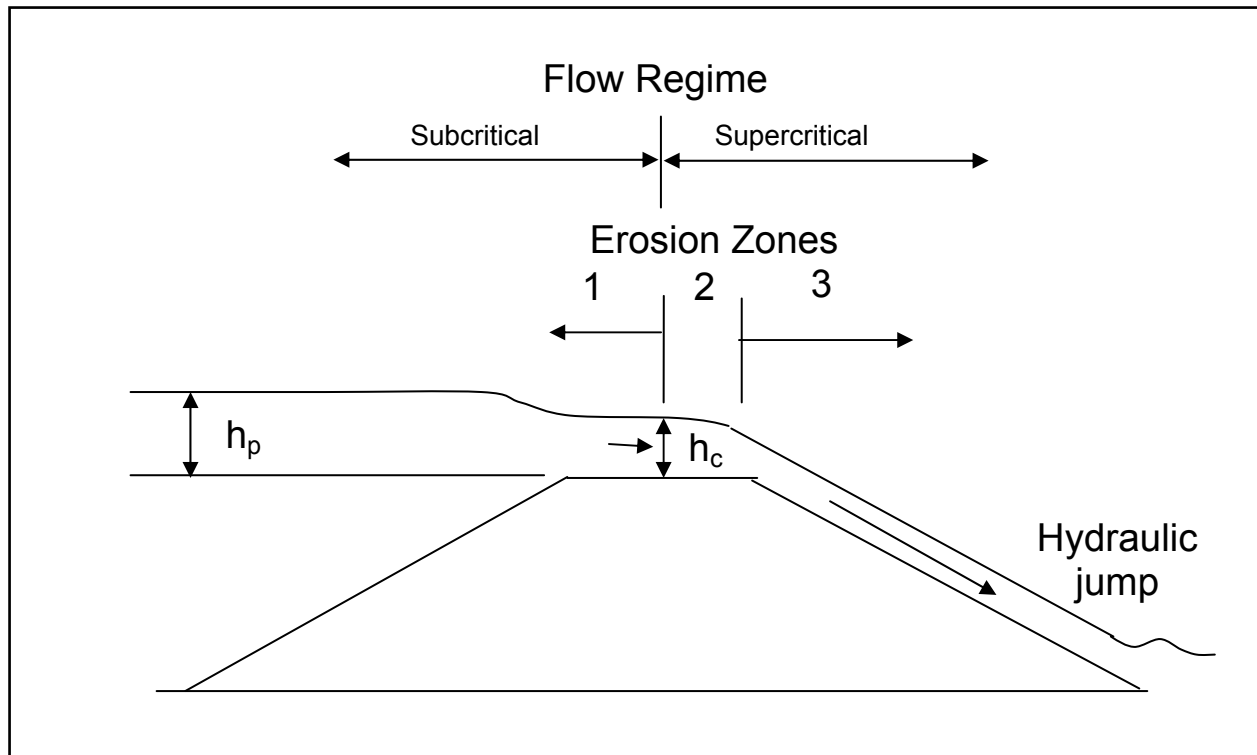 Flow Regime
Subcritical
Supercritical
Erosion Zones
1 2 3
hp
hc
Hydraulic
jump